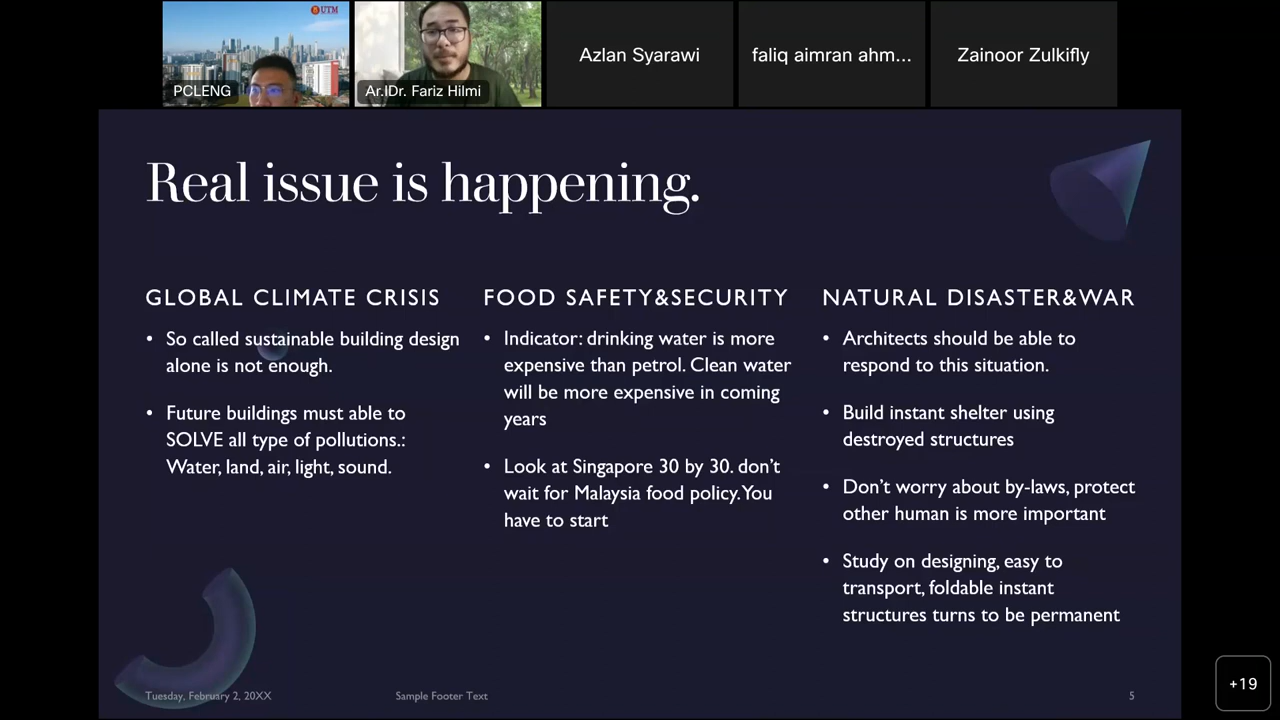 UTM
PCLENG
Ar.IDr. Fariz Hilmi
Azlan Syarawi
faliq aimran ahm...
Zainoor Zulkifly
Real issue is happening.
GLOBAL CLIMATE CRISIS
• So called sustainable building design
alone is not enough.
• Future buildings must able to
SOLVE all type of pollutions.:
Water, land, air, light, sound.
FOOD SAFETY&SECURITY
• Indicator: drinking water is more
expensive than petrol. Clean water
will be more expensive in coming
years
• Look at Singapore 30 by 30. don't
wait for Malaysia food policy. You
have to start
NATURAL DISASTER&WAR
• Architects should be able to
respond to this situation.
• Build instant shelter using
destroyed structures
• Don't worry about by-laws, protect
other human is more important
• Study on designing, easy to
transport, foldable instant
structures turns to be permanent
Tuesday, February 2, 20XX
Sample Footer Text
5
+19